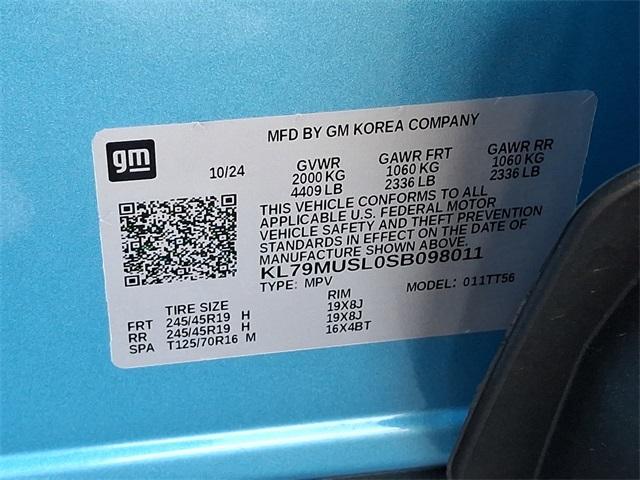 MFD BY GM KOREA COMPANY
gm
10/24
GVWR GAWR FRT GAWR RR
2000 KG 1060 KG 1060 KG
4409 LB 2336 LB 2336 LB
THIS VEHICLE CONFORMS TO ALL
APPLICABLE U.S. FEDERAL MOTOR
VEHICLE SAFETY AND THEFT PREVENTION
STANDARDS IN EFFECT ON THE DATE OF
MANUFACTURE SHOWN ABOVE.
KL79MUSL0SB098011
TYPE: MPV MODEL: 011TT56
TIRE SIZE RIM
FRT 245/45R19 H 19X8J
RR 245/45R19 H 19X8J
SPA T125/70R16 M 16X4BT